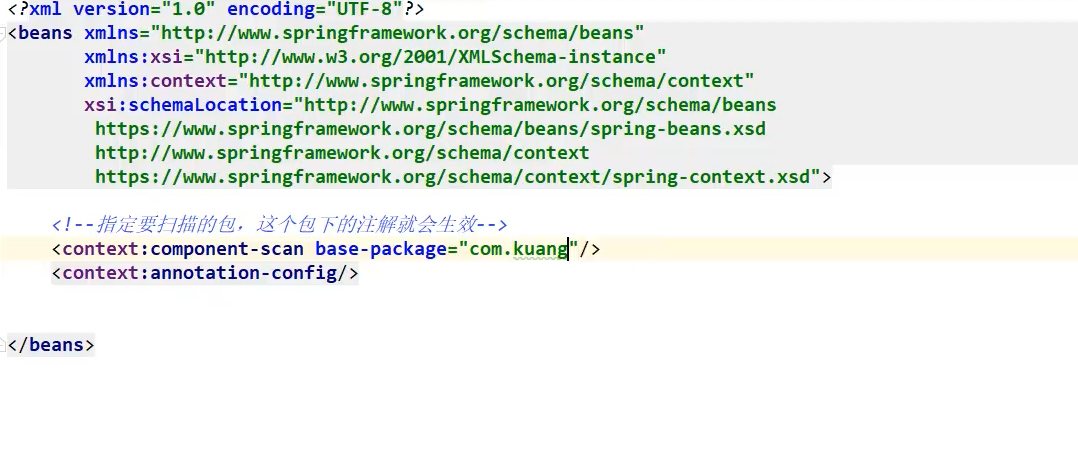 <?xml version="1.0" encoding="UTF-8"?>
<beans xmlns="http://www.springframework.org/schema/beans"
xmlns:xsi="http://www.w3.org/2001/XMLSchema-instance"
xmlns:context="http://www.springframework.org/schema/context"
xsi:schemaLocation="http://www.springframework.org/schema/beans
https://www.springframework.org/schema/beans/spring-beans.xsd
http://www.springframework.org/schema/context
https://www.springframework.org/schema/context/spring-context.xsd">
<!--指定要扫描的包，这个包下的注解就会生效-->
<context:component-scan base-package="com.kuang"/>
<context:annotation-config/>
</beans>